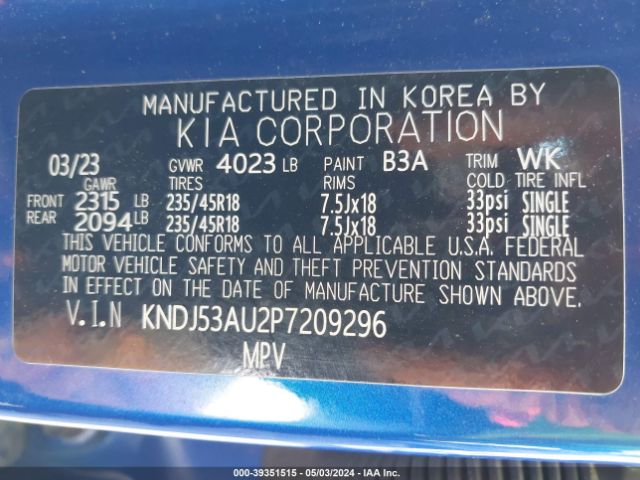 MANUFACTURED IN KOREA BY
KIA CORPORATION
03/23 GVWR 4023 LB PAINT B3A TRIM WK
GAWR TIRES RIMS COLD TIRE INFL
FRONT 2315 LB 235/45R18 7.5Jx18 33psi SINGLE
REAR 2094 LB 235/45R18 7.5Jx18 33psi SINGLE
THIS VEHICLE CONFORMS TO ALL APPLICABLE U.S.A. FEDERAL
MOTOR VEHICLE SAFETY AND THEFT PREVENTION STANDARDS
IN EFFECT ON THE DATE OF MANUFACTURE SHOWN ABOVE.
V.I.N KNDJ53AU2P7209296
MPV
000-39351515 - 05/03/2024 - IAA Inc.